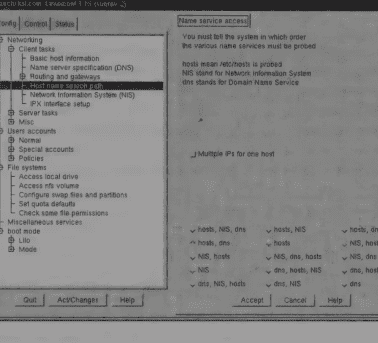 Control
Status
Networking
Client tasks
Basic host information
Name server specification (DNS)
Routing and gateways
Host name search path
Network Information System (NIS)
IPX interface setup
Server tasks
Misc
Users accounts
Normal
Special accounts
Policies
File systems
Access local drive
Access nfs volume
Configure swap files and partitions
Set quota defaults
Check some file permissions
Miscellaneous services
boot mode
Lilo
Mode
Quit
Act/Changes
Help
Name service access
You must tell the system in which order
the various name services must be probed
hosts mean /etc/hosts is probed
NIS stand for Network Information System
dns stands for Domain Name Service
Multiple IPs for one host
hosts, NIS, dns
hosts, NIS
hosts, dns
hosts
NIS, hosts
NIS, dns, hosts
NIS
dns, hosts, NIS
dns, NIS, hosts
dns, NIS
Accept
Cancel
Help